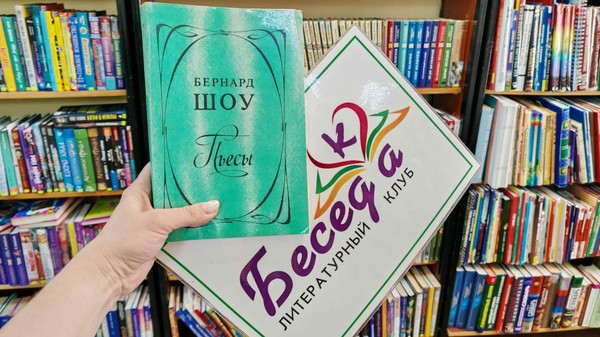 БЕРНАРД
ШОУ
Пьесы
К
Беседа
ЛИТЕРАТУРНЫЙ КЛУБ